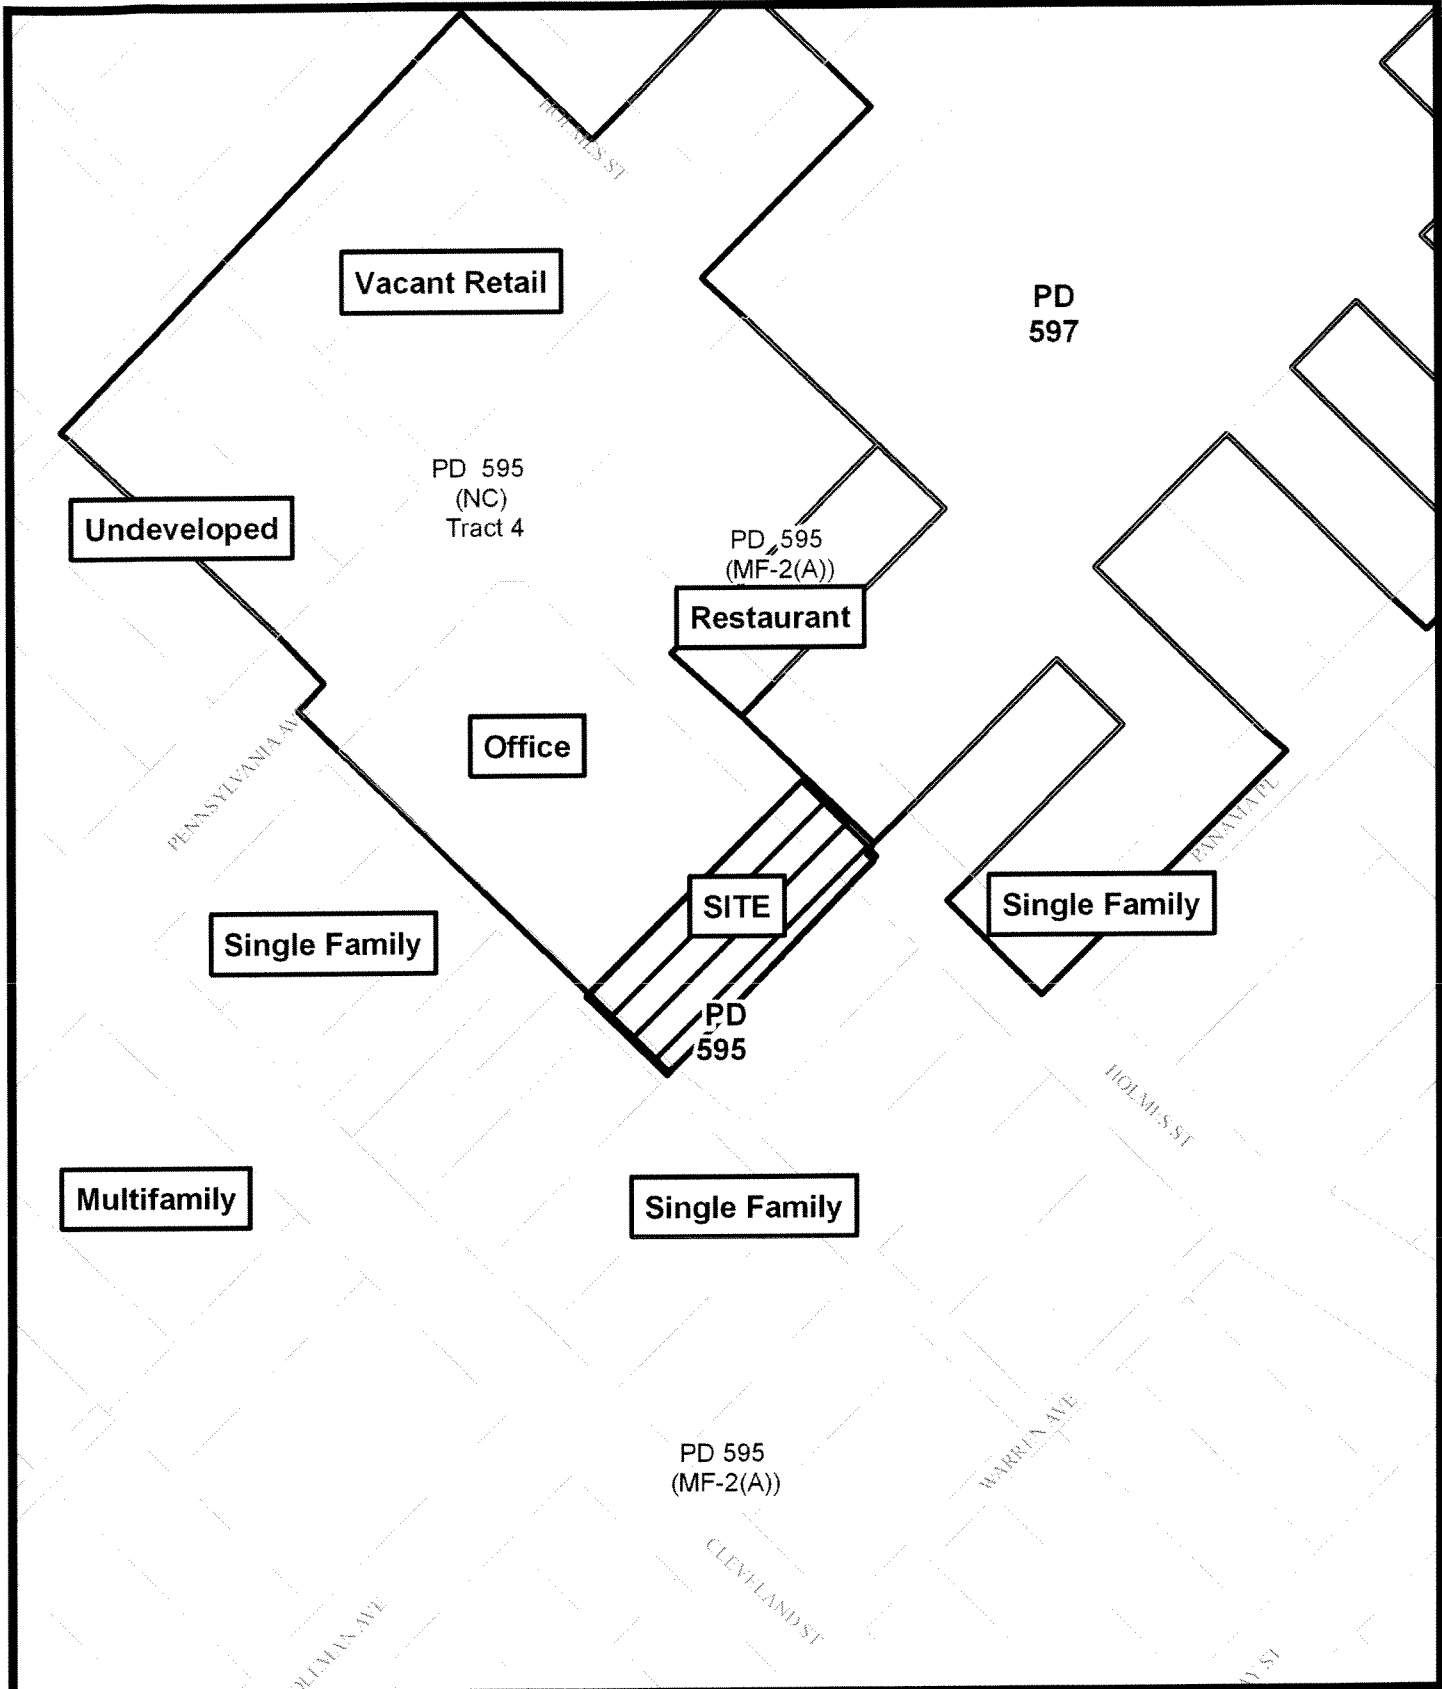 HOLMES ST
Vacant Retail
PD
597
PD 595
(NC)
Tract 4
Undeveloped
PD 595
(MF-2(A))
Restaurant
PENNSYLVANIA AVE
Office
PANAMA PL
SITE
Single Family
Single Family
PD
595
HOLMES ST
Multifamily
Single Family
WARREN AVE
PD 595
(MF-2(A))
CLEVELAND ST